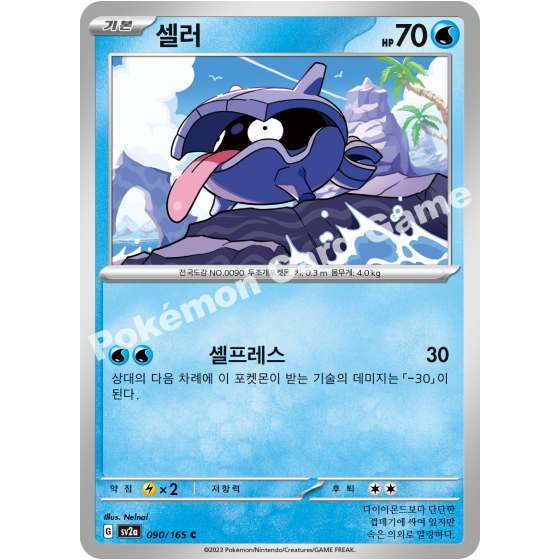 기본 셀러 HP 70
전국도감 NO.0090 두조개포켓몬 키: 0.3 m 몸무게: 4.0 kg
Pokémon Card Game
셸프레스 30
상대의 다음 차례에 이 포켓몬이 받는 기술의 데미지는 「-30」이
된다.
약점 ×2 저항력 후퇴
Illus. Nelnal
G sv2a 090/165 C
다이아몬드보다 단단한
껍데기에 싸여 있지만
속은 의외로 말랑하다.
©2023 Pokémon/Nintendo/Creatures/GAME FREAK.